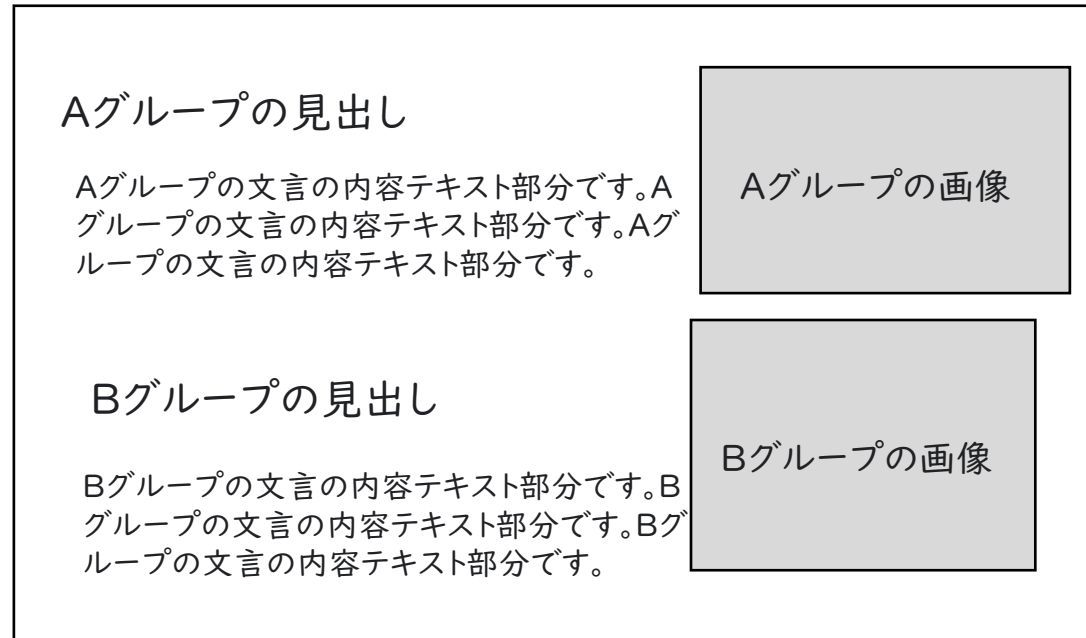 Aグループの見出し
Aグループの文言の内容テキスト部分です。A
グループの文言の内容テキスト部分です。Aグ
ループの文言の内容テキスト部分です。
Aグループの画像
Bグループの見出し
Bグループの文言の内容テキスト部分です。B
グループの文言の内容テキスト部分です。Bグ
ループの文言の内容テキスト部分です。
Bグループの画像